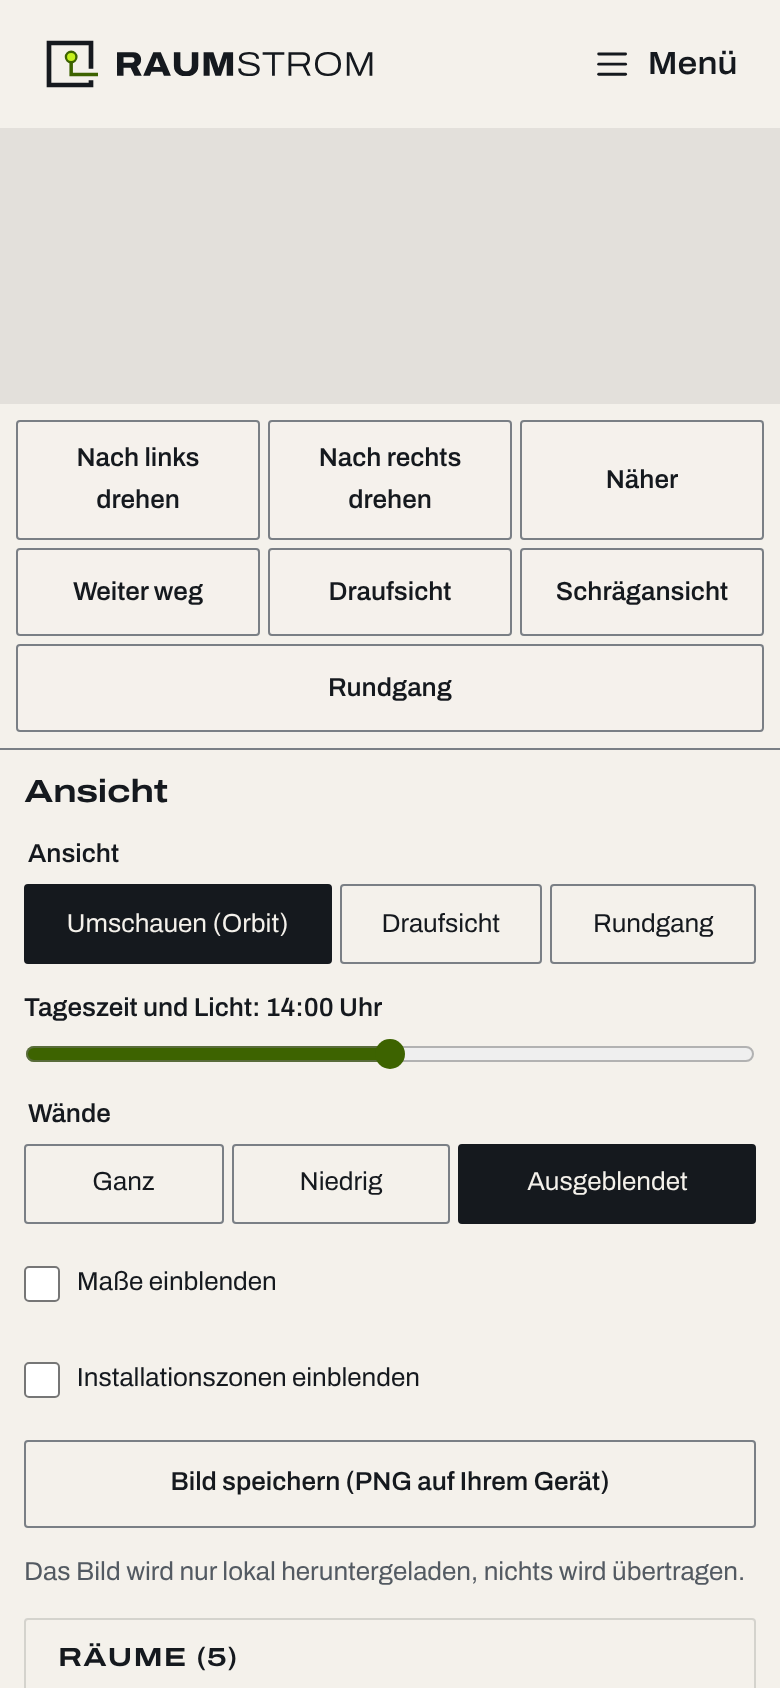 RAUMSTROM
Menü
Nach links
drehen
Nach rechts
drehen
Näher
Weiter weg
Draufsicht
Schrägansicht
Rundgang
Ansicht
Ansicht
Umschauen (Orbit)
Draufsicht
Rundgang
Tageszeit und Licht: 14:00 Uhr
Wände
Ganz
Niedrig
Ausgeblendet
Maße einblenden
Installationszonen einblenden
Bild speichern (PNG auf Ihrem Gerät)
Das Bild wird nur lokal heruntergeladen, nichts wird übertragen.
RÄUME (5)